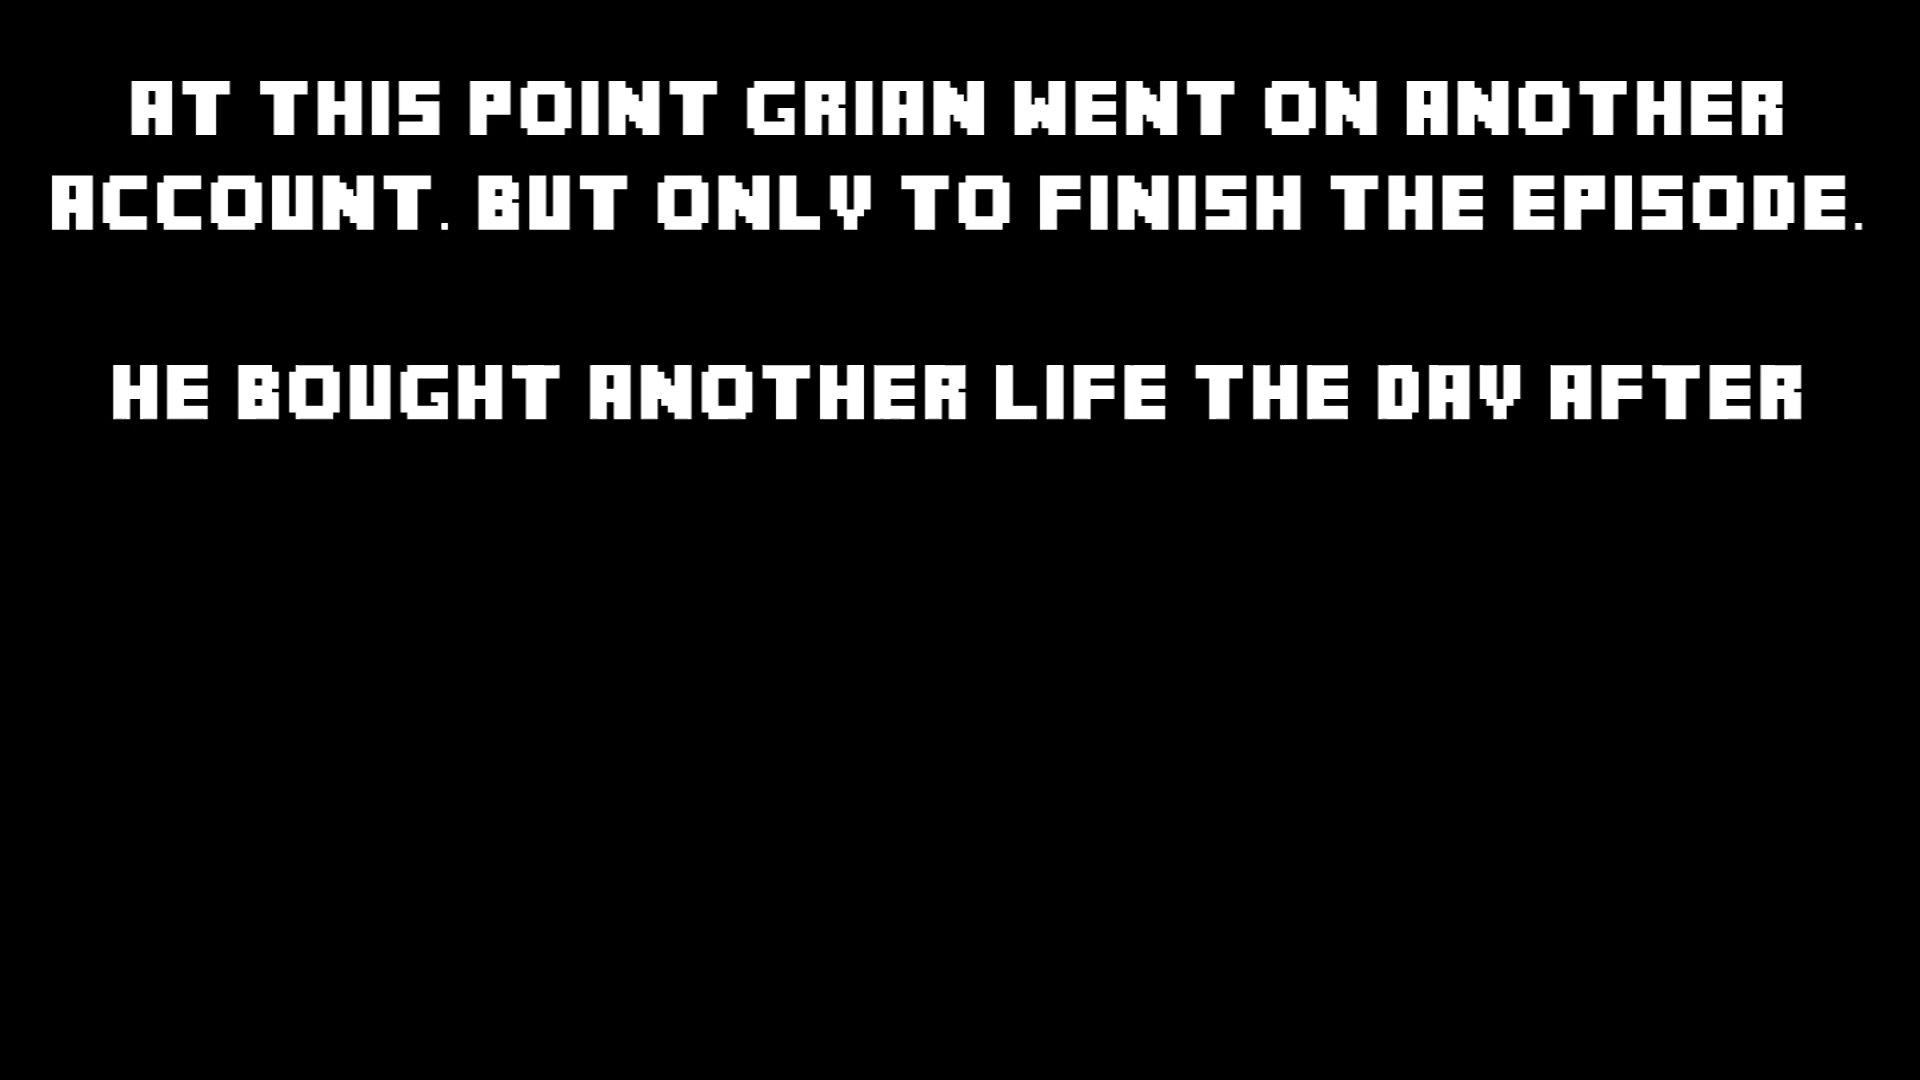 AT THIS POINT GRIAN WENT ON ANOTHER
ACCOUNT. BUT ONLY TO FINISH THE EPISODE.
HE BOUGHT ANOTHER LIFE THE DAY AFTER